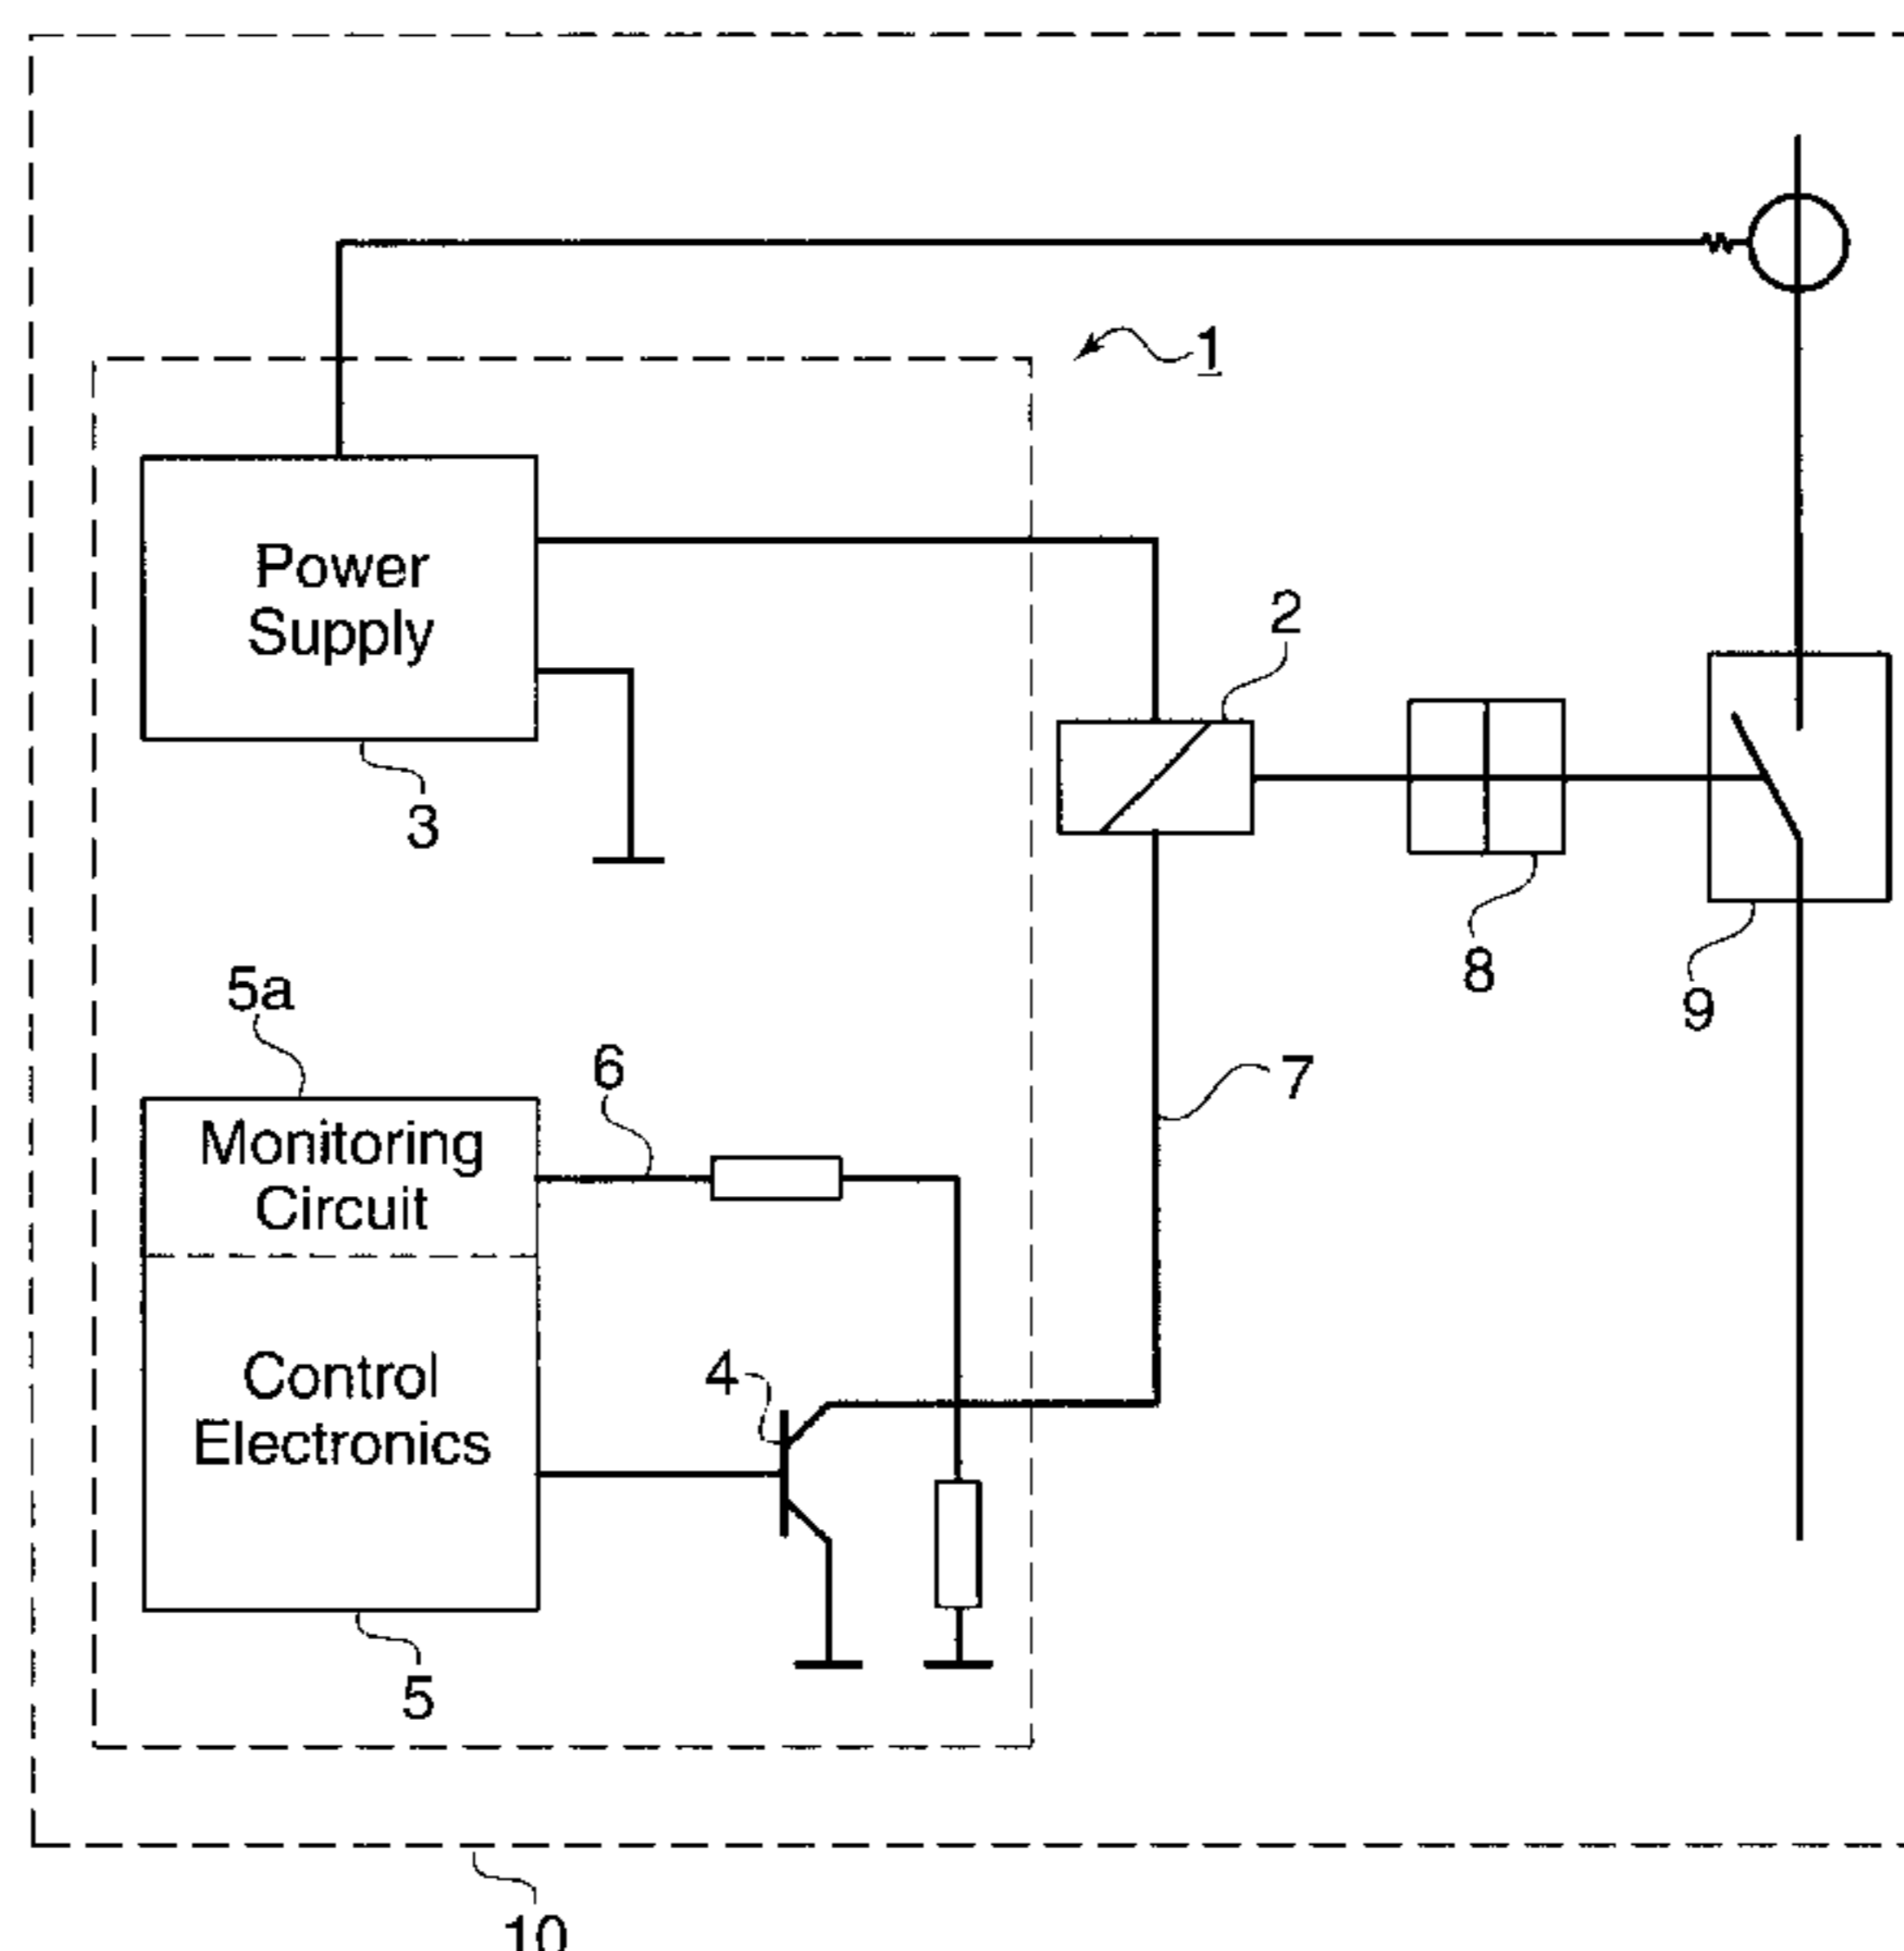 1
Power
Supply
2
3
8
9
5a
6
7
Monitoring
Circuit
4
Control
Electronics
5
10